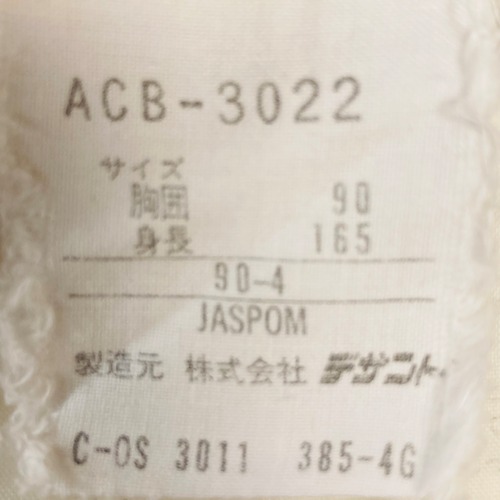 ACB-3022
サイズ
胸囲 90
身長 165
90-4
JASPOM
製造元 株式会社 デサント
C-OS 3011 385-4G